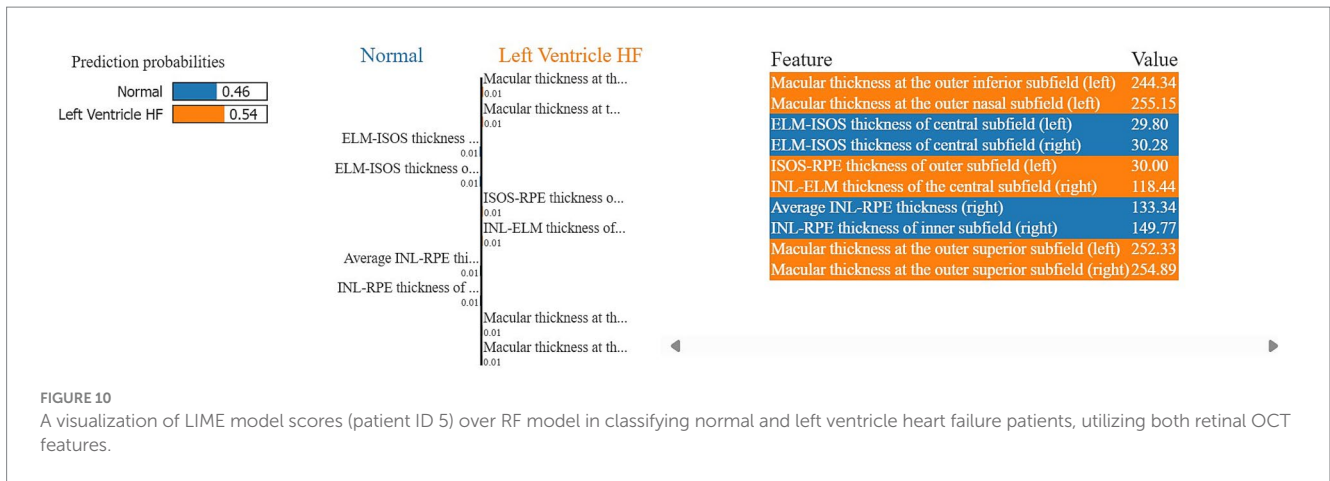 Prediction probabilities
Normal 0.46
Left Ventricle HF 0.54
Normal Left Ventricle HF
Macular thickness at th...
0.01
Macular thickness at t...
0.01
ELM-ISOS thickness ...
0.01
ELM-ISOS thickness o...
0.01
ISOS-RPE thickness o...
0.01
INL-ELM thickness of...
0.01
Average INL-RPE thi...
0.01
INL-RPE thickness of ...
0.01
Macular thickness at th...
0.01
Macular thickness at th...
0.01
Feature Value
Macular thickness at the outer inferior subfield (left) 244.34
Macular thickness at the outer nasal subfield (left) 255.15
ELM-ISOS thickness of central subfield (left) 29.80
ELM-ISOS thickness of central subfield (right) 30.28
ISOS-RPE thickness of outer subfield (left) 30.00
INL-ELM thickness of the central subfield (right) 118.44
Average INL-RPE thickness (right) 133.34
INL-RPE thickness of inner subfield (right) 149.77
Macular thickness at the outer superior subfield (left) 252.33
Macular thickness at the outer superior subfield (right) 254.89
FIGURE 10
A visualization of LIME model scores (patient ID 5) over RF model in classifying normal and left ventricle heart failure patients, utilizing both retinal OCT
features.